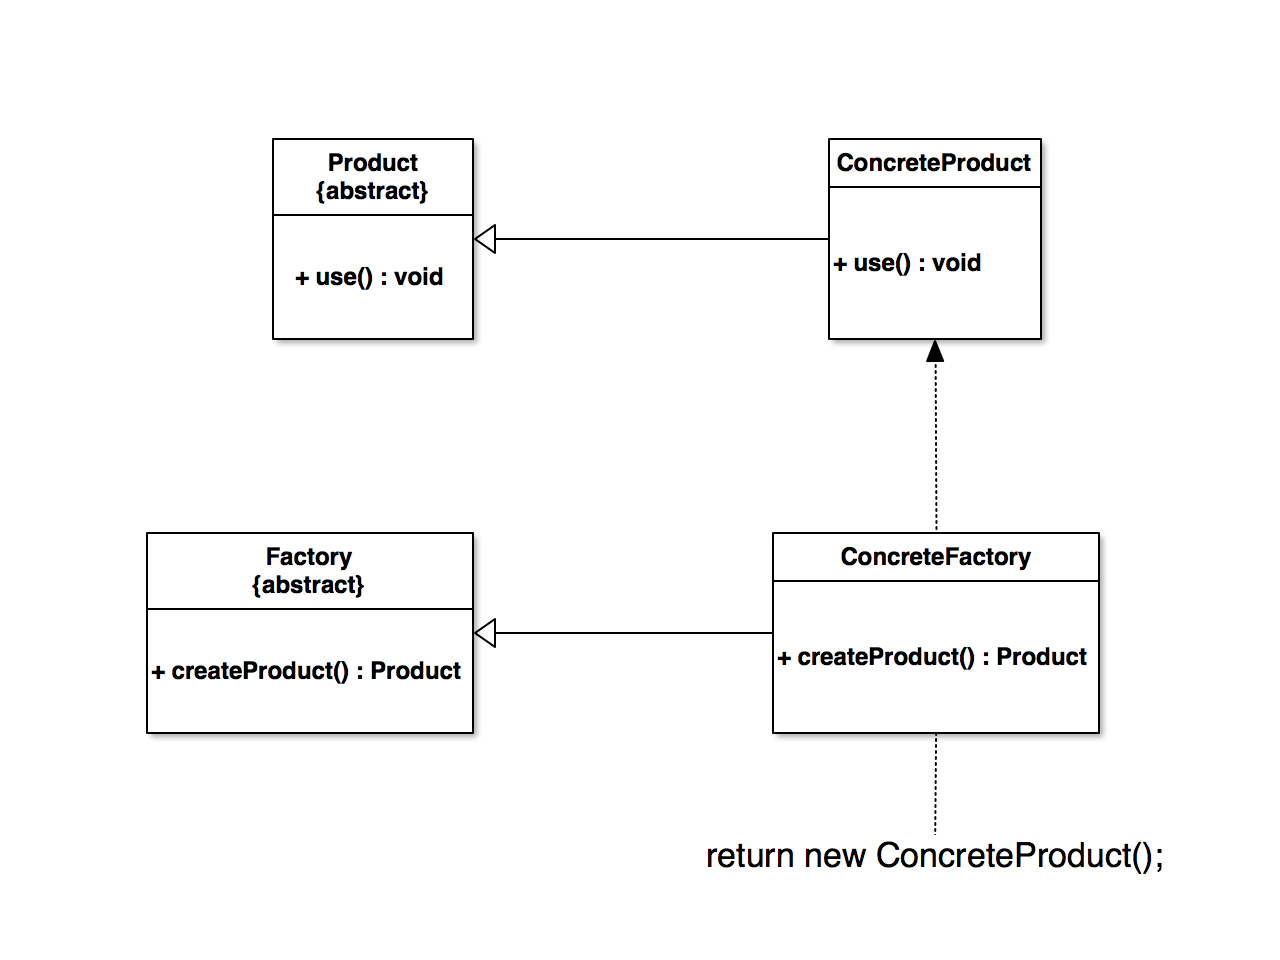 Product
{abstract}
+ use() : void
ConcreteProduct
+ use() : void
Factory
{abstract}
+ createProduct() : Product
ConcreteFactory
+ createProduct() : Product
return new ConcreteProduct();